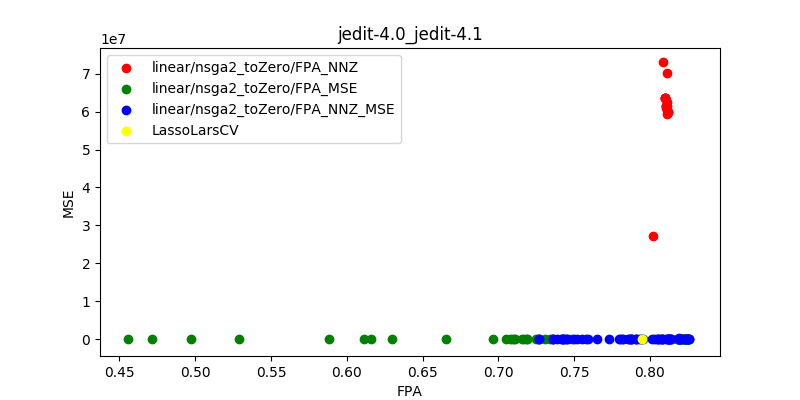 jedit-4.0_jedit-4.1
1e7
linear/nsga2_toZero/FPA_NNZ
linear/nsga2_toZero/FPA_MSE
linear/nsga2_toZero/FPA_NNZ_MSE
LassoLarsCV
7
6
5
4
3
2
1
0
MSE
0.45 0.50 0.55 0.60 0.65 0.70 0.75 0.80
FPA